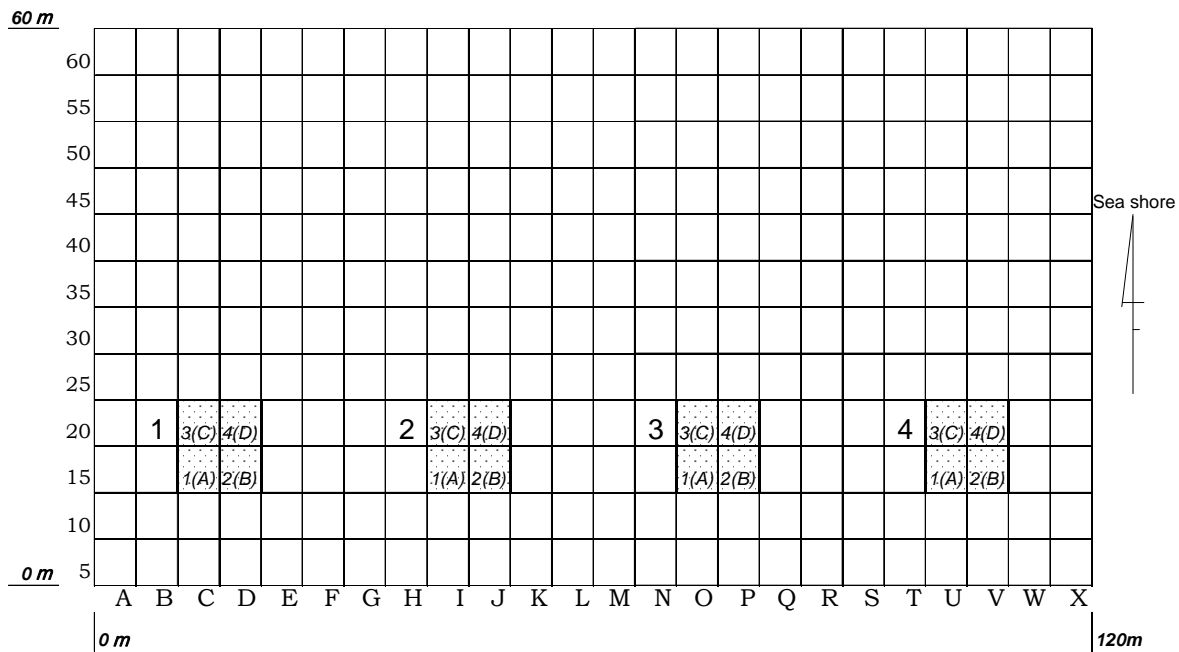 60 m
60
55
50
45
Sea shore
40
35
30
25
20 1 3(C) 4(D) 2 3(C) 4(D) 3 3(C) 4(D) 4 3(C) 4(D)
15 1(A) 2(B) 1(A) 2(B) 1(A) 2(B) 1(A) 2(B)
10
0 m 5
A B C D E F G H I J K L M N O P Q R S T U V W X
0 m 120m